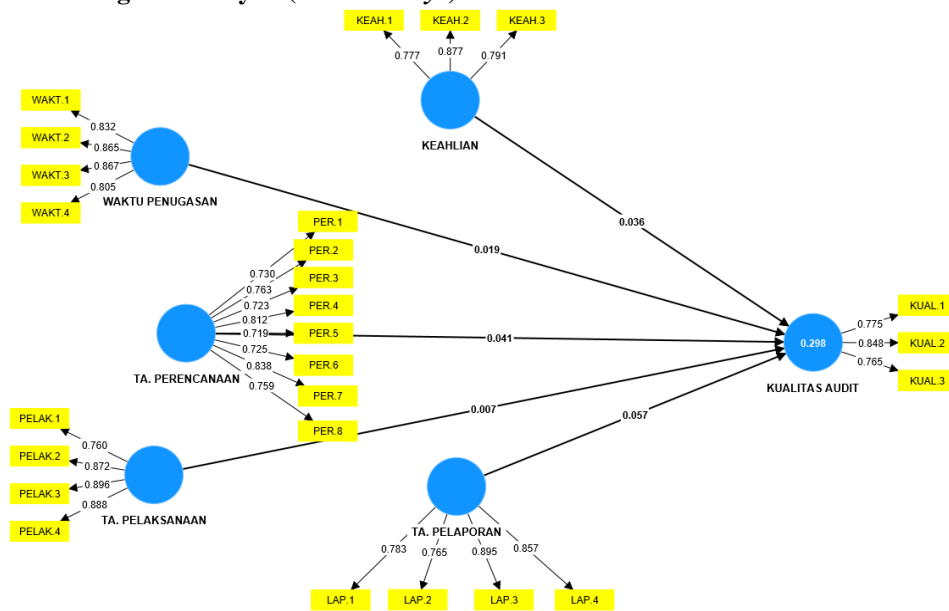 KEAH.1
KEAH.2
KEAH.3
0.777
0.877
0.791
KEAHLIAN
WAKT.1
WAKT.2
WAKT.3
WAKT.4
0.832
0.865
0.867
0.805
WAKTU PENUGASAN
0.036
0.019
PER.1
PER.2
PER.3
PER.4
PER.5
PER.6
PER.7
PER.8
0.730
0.763
0.723
0.812
0.719
0.725
0.838
0.759
TA. PERENCANAAN
0.041
KUAL.1
KUAL.2
KUAL.3
0.775
0.848
0.765
0.298
KUALITAS AUDIT
PELAK.1
PELAK.2
PELAK.3
PELAK.4
0.760
0.872
0.896
0.888
TA. PELAKSANAAN
0.007
0.057
TA. PELAPORAN
0.783
0.765
0.895
0.857
LAP.1
LAP.2
LAP.3
LAP.4